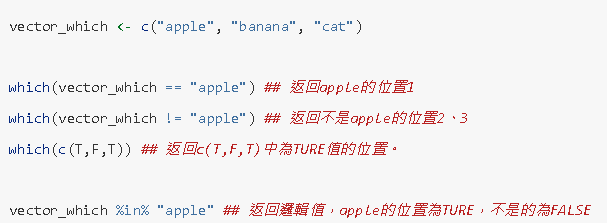 vector_which <- c("apple", "banana", "cat")
which(vector_which == "apple") ## 返回apple的位置1
which(vector_which != "apple") ## 返回不是apple的位置2、3
which(c(T,F,T)) ## 返回c(T,F,T)中為TURE值的位置。
vector_which %in% "apple" ## 返回邏輯值，apple的位置為TURE，不是的為FALSE